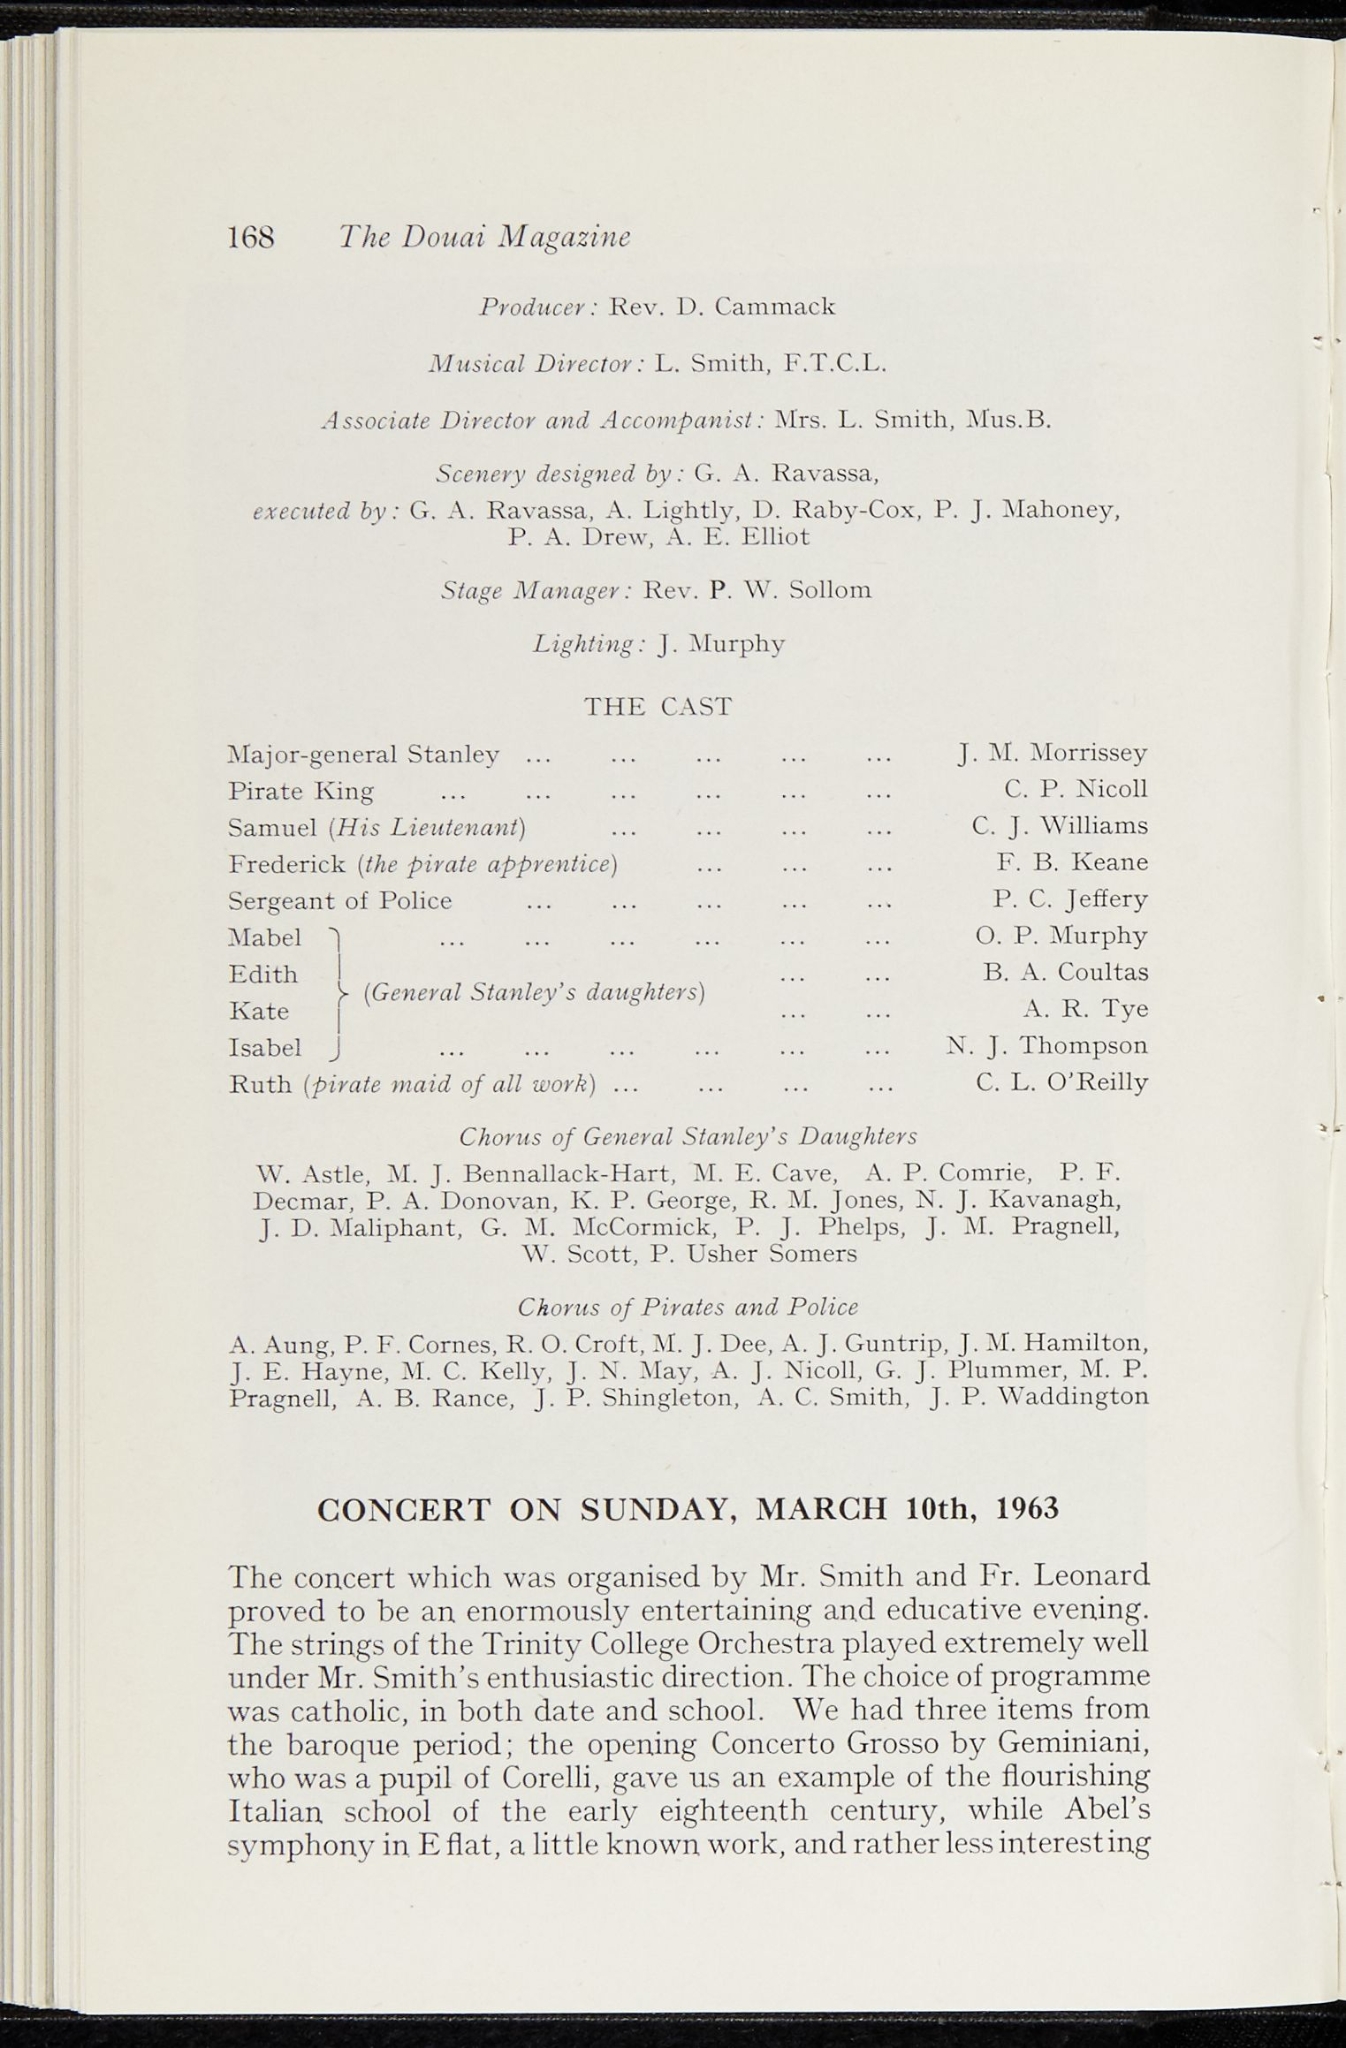 168 The Douai Magazine
Producer: Rev. D. Cammack
Musical Director: L. Smith, F.T.C.L.
Associate Director and Accompanist: Mrs. L. Smith, Mus.B.
Scenery designed by: G. A. Ravassa,
executed by: G. A. Ravassa, A. Lightly, D. Raby-Cox, P. J. Mahoney,
P. A. Drew, A. E. Elliot
Stage Manager: Rev. P. W. Sollom
Lighting: J. Murphy
THE CAST
Major-general Stanley ... ... ... ... ... J. M. Morrissey
Pirate King ... ... ... ... ... ... C. P. Nicoll
Samuel (His Lieutenant) ... ... ... ... C. J. Williams
Frederick (the pirate apprentice) ... ... ... F. B. Keane
Sergeant of Police ... ... ... ... ... P. C. Jeffery
Mabel ... ... ... ... ... ... O. P. Murphy
Edith ... ... B. A. Coultas
(General Stanley's daughters)
Kate ... ... A. R. Tye
Isabel ... ... ... ... ... ... N. J. Thompson
Ruth (pirate maid of all work) ... ... ... ... C. L. O'Reilly
Chorus of General Stanley's Daughters
W. Astle, M. J. Bennallack-Hart, M. E. Cave, A. P. Comrie, P. F.
Decmar, P. A. Donovan, K. P. George, R. M. Jones, N. J. Kavanagh,
J. D. Maliphant, G. M. McCormick, P. J. Phelps, J. M. Pragnell,
W. Scott, P. Usher Somers
Chorus of Pirates and Police
A. Aung, P. F. Cornes, R. O. Croft, M. J. Dee, A. J. Guntrip, J. M. Hamilton,
J. E. Hayne, M. C. Kelly, J. N. May, A. J. Nicoll, G. J. Plummer, M. P.
Pragnell, A. B. Rance, J. P. Shingleton, A. C. Smith, J. P. Waddington
CONCERT ON SUNDAY, MARCH 10th, 1963
The concert which was organised by Mr. Smith and Fr. Leonard
proved to be an enormously entertaining and educative evening.
The strings of the Trinity College Orchestra played extremely well
under Mr. Smith's enthusiastic direction. The choice of programme
was catholic, in both date and school. We had three items from
the baroque period; the opening Concerto Grosso by Geminiani,
who was a pupil of Corelli, gave us an example of the flourishing
Italian school of the early eighteenth century, while Abel's
symphony in E flat, a little known work, and rather less interesting